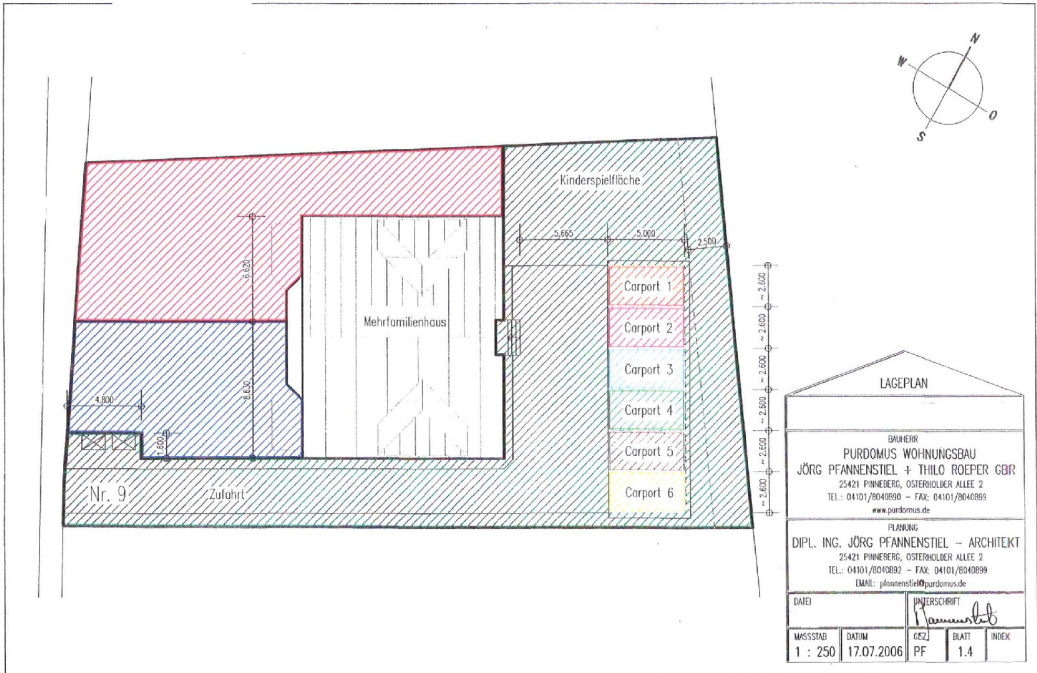 N
W
O
S
Kinderspielfläche
5,665
5.000
2.500
6.620
Carport 1
~ 2.600
Carport 2
~ 2.600
Mehrfamilienhaus
Carport 3
~ 2.600
Carport 4
~ 2.600
Carport 5
~ 2.600
Carport 6
~ 2.600
4.800
1.600
Nr. 9
Zufahrt
LAGEPLAN
BAUHERR
PURDOMUS WOHNUNGSBAU
JÖRG PFANNENSTIEL + THILO ROEPER GBR
25421 PINNEBERG, OSTERHOLDER ALLEE 2
TEL.: 04101/8040890 - FAX: 04101/8040899
www.purdomus.de
PLANUNG
DIPL. ING. JÖRG PFANNENSTIEL - ARCHITEKT
25421 PINNEBERG, OSTERHOLDER ALLEE 2
TEL.: 04101/8040892 - FAX: 04101/8040899
EMAIL: pfannenstiel@purdomus.de
DATEI
UNTERSCHRIFT
Pfannenstiel
MASSSTAB
DATUM
GEZ.
BLATT
INDEX
1 : 250
17.07.2006
PF
1.4